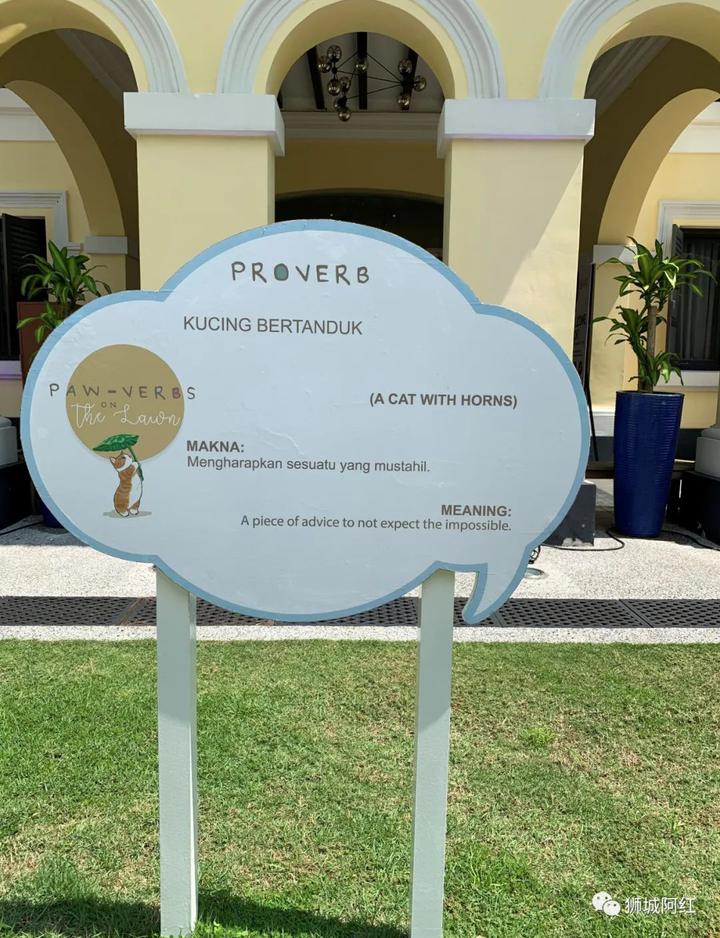 PROVERB
KUCING BERTANDUK
(A CAT WITH HORNS)
PAW-VERBS
ON
The Lawn
MAKNA:
Mengharapkan sesuatu yang mustahil.
MEANING:
A piece of advice to not expect the impossible.
狮城阿红